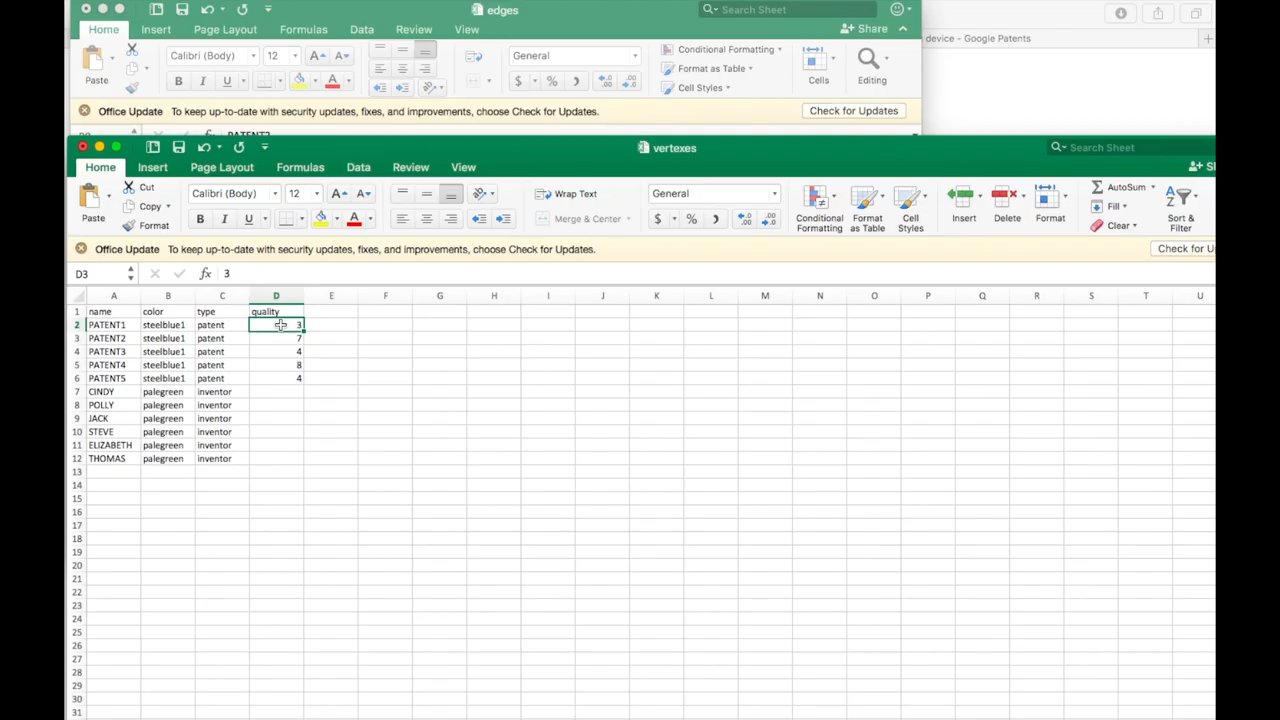 edges
Search Sheet
device - Google Patents
Home Insert Page Layout Formulas Data Review View
Share
Paste
Calibri (Body) 12
B I U
General
$ %
Conditional Formatting
Format as Table
Cell Styles
Cells
Editing
Office Update To keep up-to-date with security updates, fixes, and improvements, choose Check for Updates.
Check for Updates
vertexes
Search Sheet
Home Insert Page Layout Formulas Data Review View
Paste
Cut
Copy
Format
Calibri (Body) 12
B I U
Wrap Text
Merge & Center
General
$ %
Conditional
Formatting
Format
as Table
Cell
Styles
Insert
Delete
Format
AutoSum
Fill
Clear
Sort &
Filter
Office Update To keep up-to-date with security updates, fixes, and improvements, choose Check for Updates.
Check for U
D3 fx 3
A B C D E F G H I J K L M N O P Q R S T U
1 name color type quality
2 PATENT1 steelblue1 patent 3
3 PATENT2 steelblue1 patent 7
4 PATENT3 steelblue1 patent 4
5 PATENT4 steelblue1 patent 8
6 PATENT5 steelblue1 patent 4
7 CINDY palegreen inventor
8 POLLY palegreen inventor
9 JACK palegreen inventor
10 STEVE palegreen inventor
11 ELIZABETH palegreen inventor
12 THOMAS palegreen inventor
13
14
15
16
17
18
19
20
21
22
23
24
25
26
27
28
29
30
31